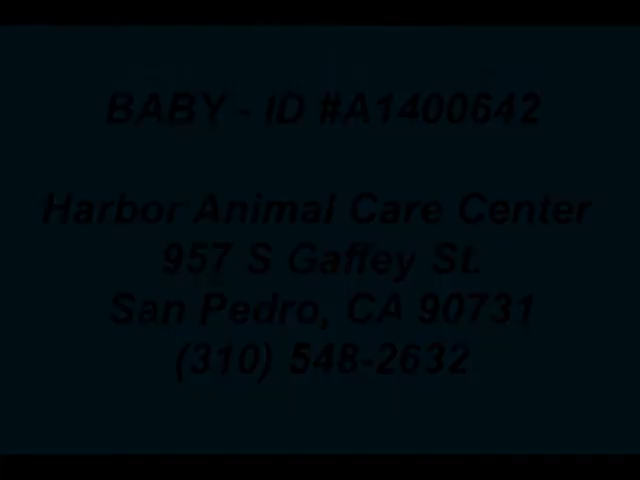 BABY - ID #A1400642
Harbor Animal Care Center
957 S Gaffey St.
San Pedro, CA 90731
(310) 548-2632